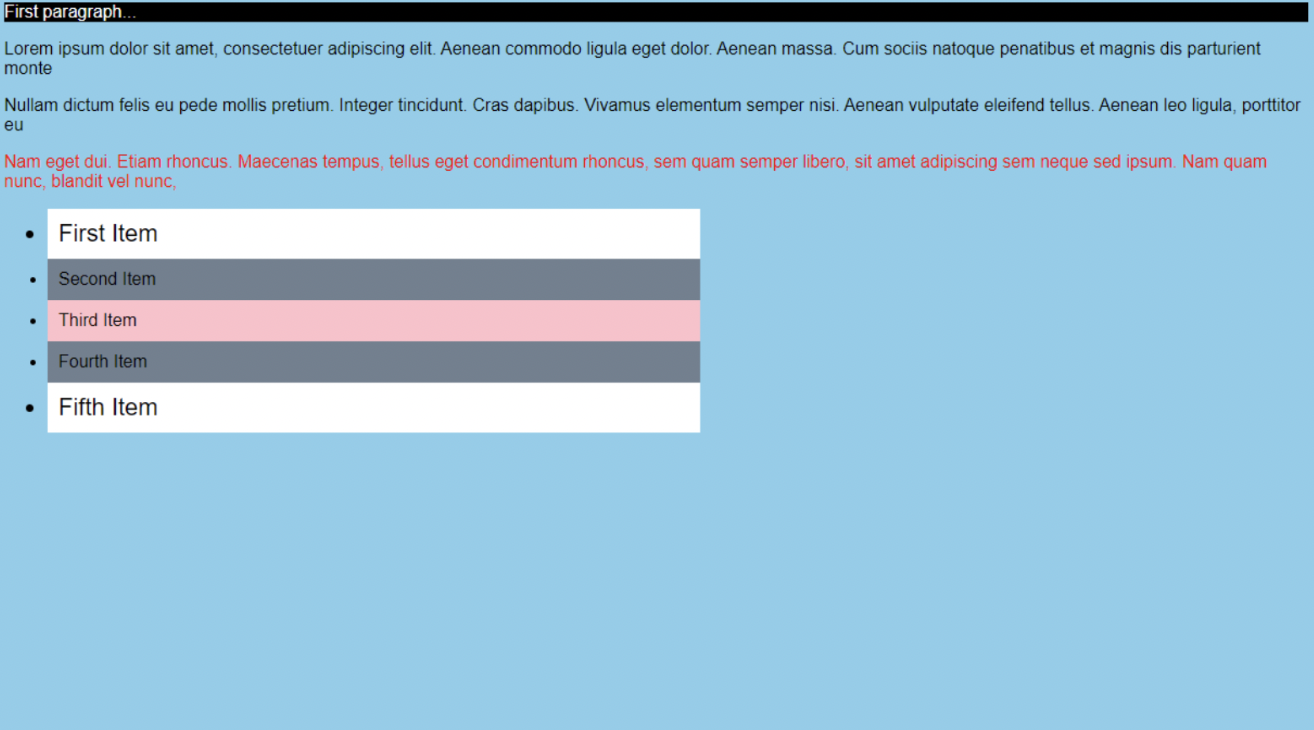 First paragraph...
Lorem ipsum dolor sit amet, consectetuer adipiscing elit. Aenean commodo ligula eget dolor. Aenean massa. Cum sociis natoque penatibus et magnis dis parturient
monte
Nullam dictum felis eu pede mollis pretium. Integer tincidunt. Cras dapibus. Vivamus elementum semper nisi. Aenean vulputate eleifend tellus. Aenean leo ligula, porttitor
eu
Nam eget dui. Etiam rhoncus. Maecenas tempus, tellus eget condimentum rhoncus, sem quam semper libero, sit amet adipiscing sem neque sed ipsum. Nam quam
nunc, blandit vel nunc,
First Item
Second Item
Third Item
Fourth Item
Fifth Item